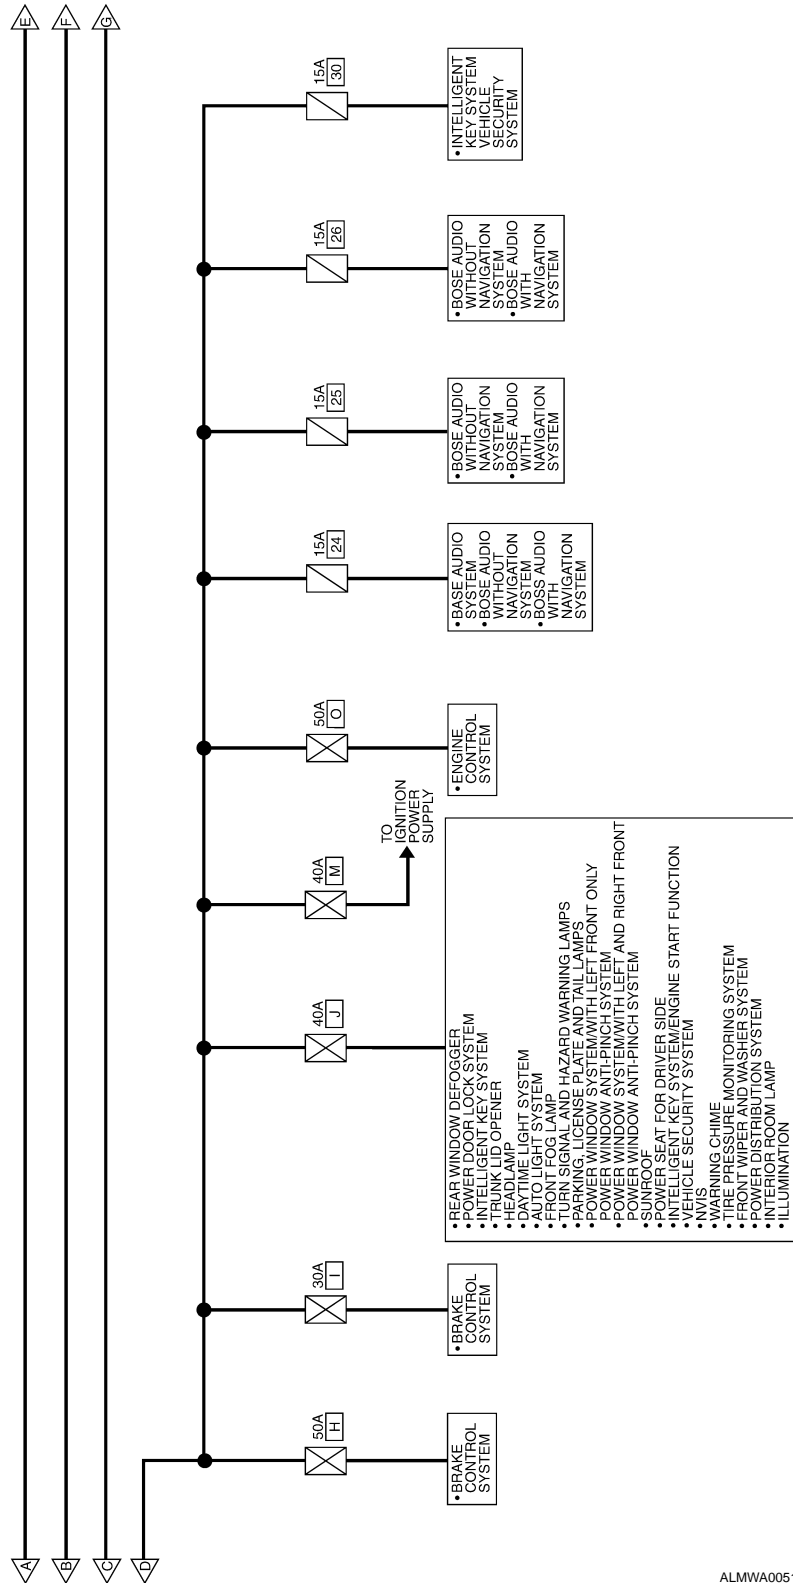 A
B
C
D
E
F
G
50A
H
• BRAKE
CONTROL
SYSTEM
30A
I
• BRAKE
CONTROL
SYSTEM
40A
J
• REAR WINDOW DEFOGGER
• POWER DOOR LOCK SYSTEM
• INTELLIGENT KEY SYSTEM
• TRUNK LID OPENER
• HEADLAMP
• DAYTIME LIGHT SYSTEM
• AUTO LIGHT SYSTEM
• FRONT FOG LAMP
• TURN SIGNAL AND HAZARD WARNING LAMPS
• PARKING, LICENSE PLATE AND TAIL LAMPS
• POWER WINDOW SYSTEM/WITH LEFT FRONT ONLY
POWER WINDOW ANTI-PINCH SYSTEM
• POWER WINDOW SYSTEM/WITH LEFT AND RIGHT FRONT
POWER WINDOW ANTI-PINCH SYSTEM
• SUNROOF
• POWER SEAT FOR DRIVER SIDE
• INTELLIGENT KEY SYSTEM/ENGINE START FUNCTION
• VEHICLE SECURITY SYSTEM
• NVIS
• WARNING CHIME
• TIRE PRESSURE MONITORING SYSTEM
• FRONT WIPER AND WASHER SYSTEM
• POWER DISTRIBUTION SYSTEM
• INTERIOR ROOM LAMP
• ILLUMINATION
40A
M
TO
IGNITION
POWER
SUPPLY
50A
O
• ENGINE
CONTROL
SYSTEM
15A
24
• BASE AUDIO
SYSTEM
• BOSE AUDIO
WITHOUT
NAVIGATION
SYSTEM
• BOSS AUDIO
WITH
NAVIGATION
SYSTEM
15A
25
• BOSE AUDIO
WITHOUT
NAVIGATION
SYSTEM
• BOSE AUDIO
WITH
NAVIGATION
SYSTEM
15A
26
• BOSE AUDIO
WITHOUT
NAVIGATION
SYSTEM
• BOSE AUDIO
WITH
NAVIGATION
SYSTEM
15A
30
• INTELLIGENT
KEY SYSTEM
VEHICLE
SECURITY
SYSTEM
ALMWA0051